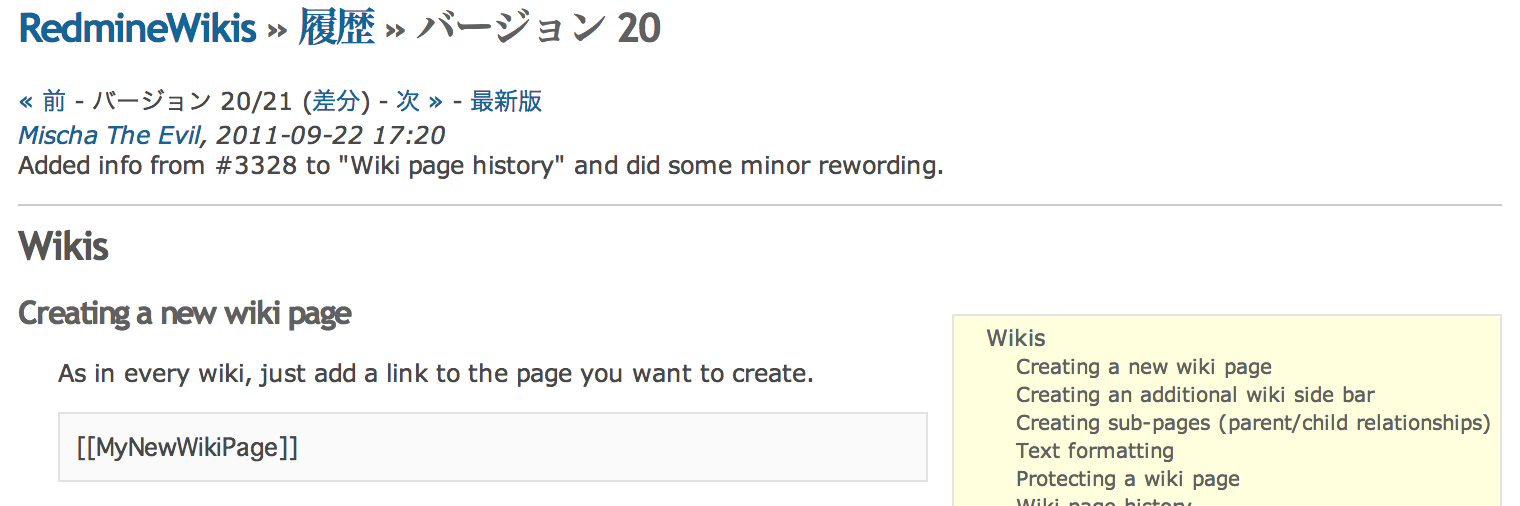 RedmineWikis » 履歴 » バージョン 20
« 前 - バージョン 20/21 (差分) - 次 » - 最新版
Mischa The Evil, 2011-09-22 17:20
Added info from #3328 to "Wiki page history" and did some minor rewording.
Wikis
Creating a new wiki page
As in every wiki, just add a link to the page you want to create.
[[MyNewWikiPage]]
Wikis
Creating a new wiki page
Creating an additional wiki side bar
Creating sub-pages (parent/child relationships)
Text formatting
Protecting a wiki page
Wiki page history